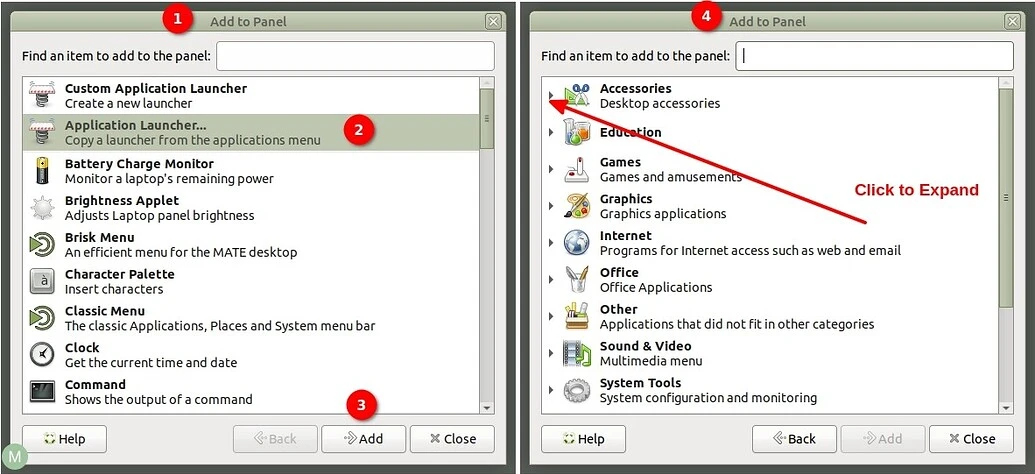 1
Add to Panel
Find an item to add to the panel:
Custom Application Launcher
Create a new launcher
Application Launcher...
Copy a launcher from the applications menu
2
Battery Charge Monitor
Monitor a laptop's remaining power
Brightness Applet
Adjusts Laptop panel brightness
Brisk Menu
An efficient menu for the MATE desktop
Character Palette
Insert characters
à
Classic Menu
The classic Applications, Places and System menu bar
Clock
Get the current time and date
Command
Shows the output of a command
3
Help
Back
Add
Close
M
4
Add to Panel
Find an item to add to the panel:
Accessories
Desktop accessories
Education
Games
Games and amusements
Click to Expand
Graphics
Graphics applications
Internet
Programs for Internet access such as web and email
Office
Office Applications
Other
Applications that did not fit in other categories
Sound & Video
Multimedia menu
System Tools
System configuration and monitoring
Help
Back
Add
Close